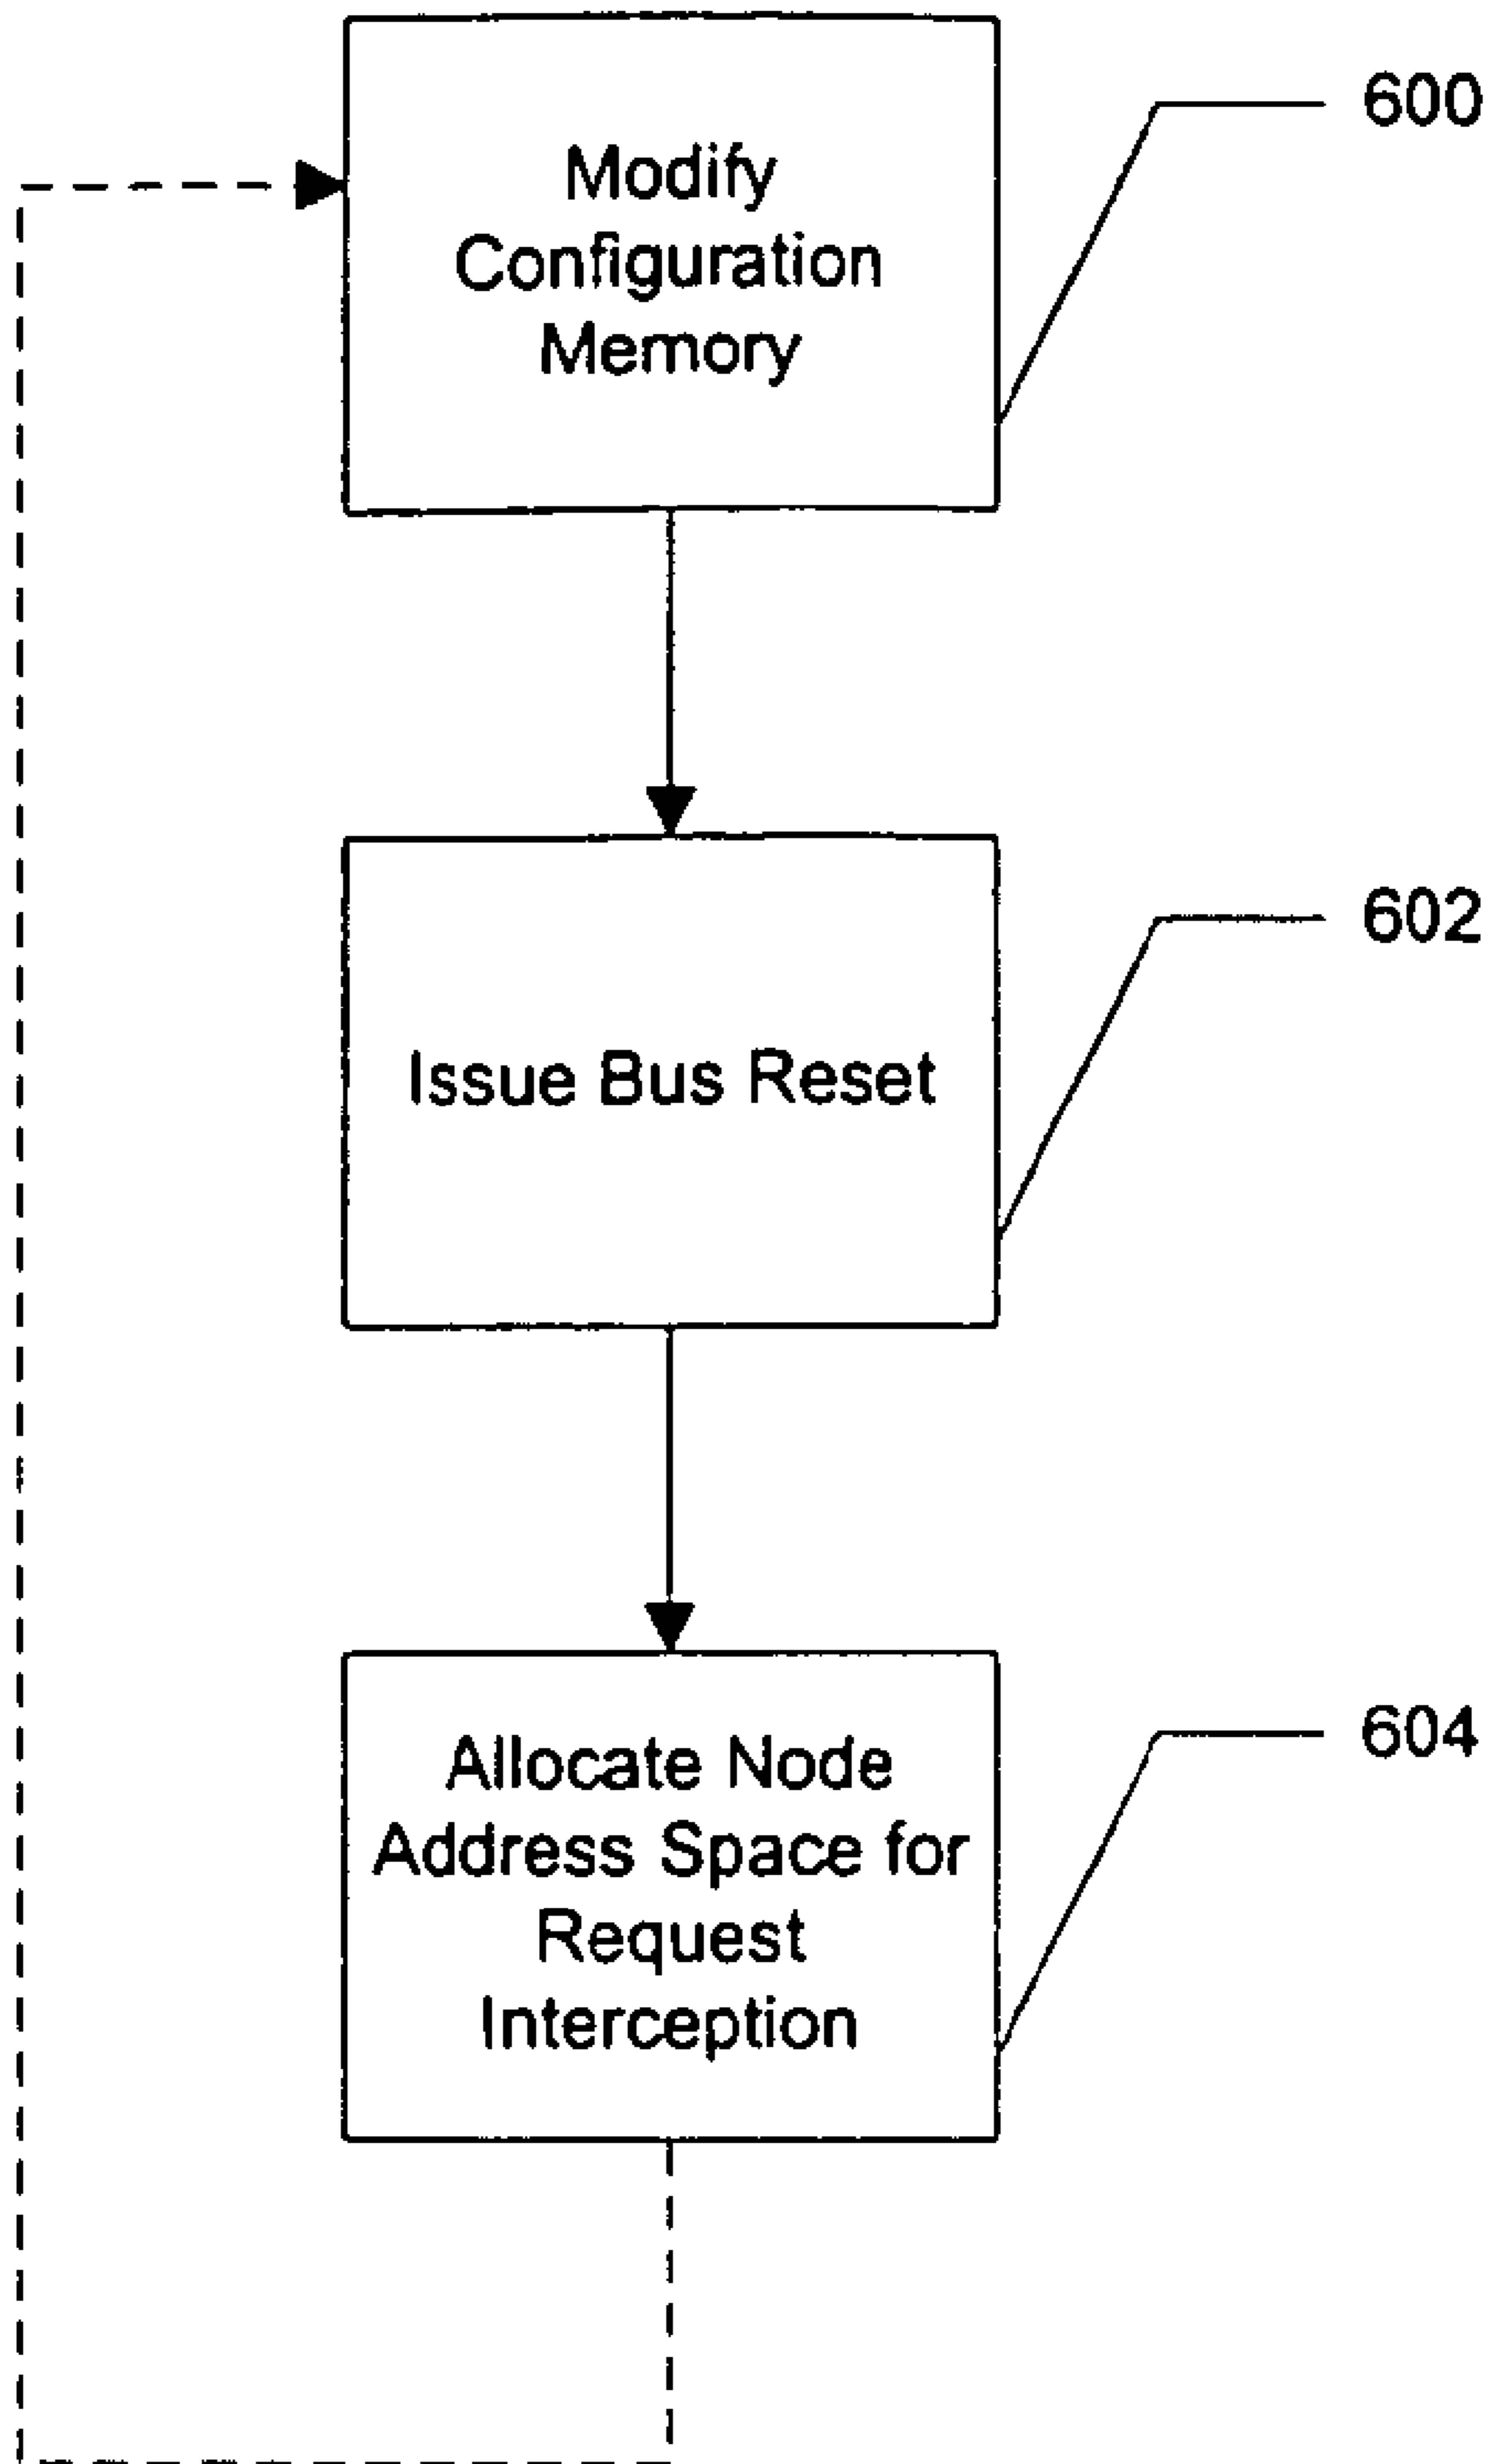 600
Modify
Configuration
Memory
602
Issue Bus Reset
604
Allocate Node
Address Space for
Request
Interception